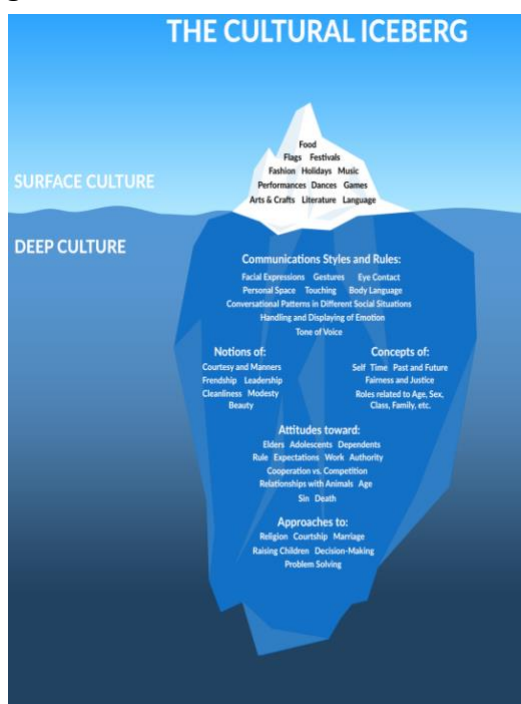 THE CULTURAL ICEBERG
Food
Flags Festivals
Fashion Holidays Music
Performances Dances Games
Arts & Crafts Literature Language
SURFACE CULTURE
DEEP CULTURE
Communications Styles and Rules:
Facial Expressions Gestures Eye Contact
Personal Space Touching Body Language
Conversational Patterns in Different Social Situations
Handling and Displaying of Emotion
Tone of Voice
Notions of:
Courtesy and Manners
Frendship Leadership
Cleanliness Modesty
Beauty
Concepts of:
Self Time Past and Future
Fairness and Justice
Roles related to Age, Sex,
Class, Family, etc.
Attitudes toward:
Elders Adolescents Dependents
Rule Expectations Work Authority
Cooperation vs. Competition
Relationships with Animals Age
Sin Death
Approaches to:
Religion Courtship Marriage
Raising Children Decision-Making
Problem Solving